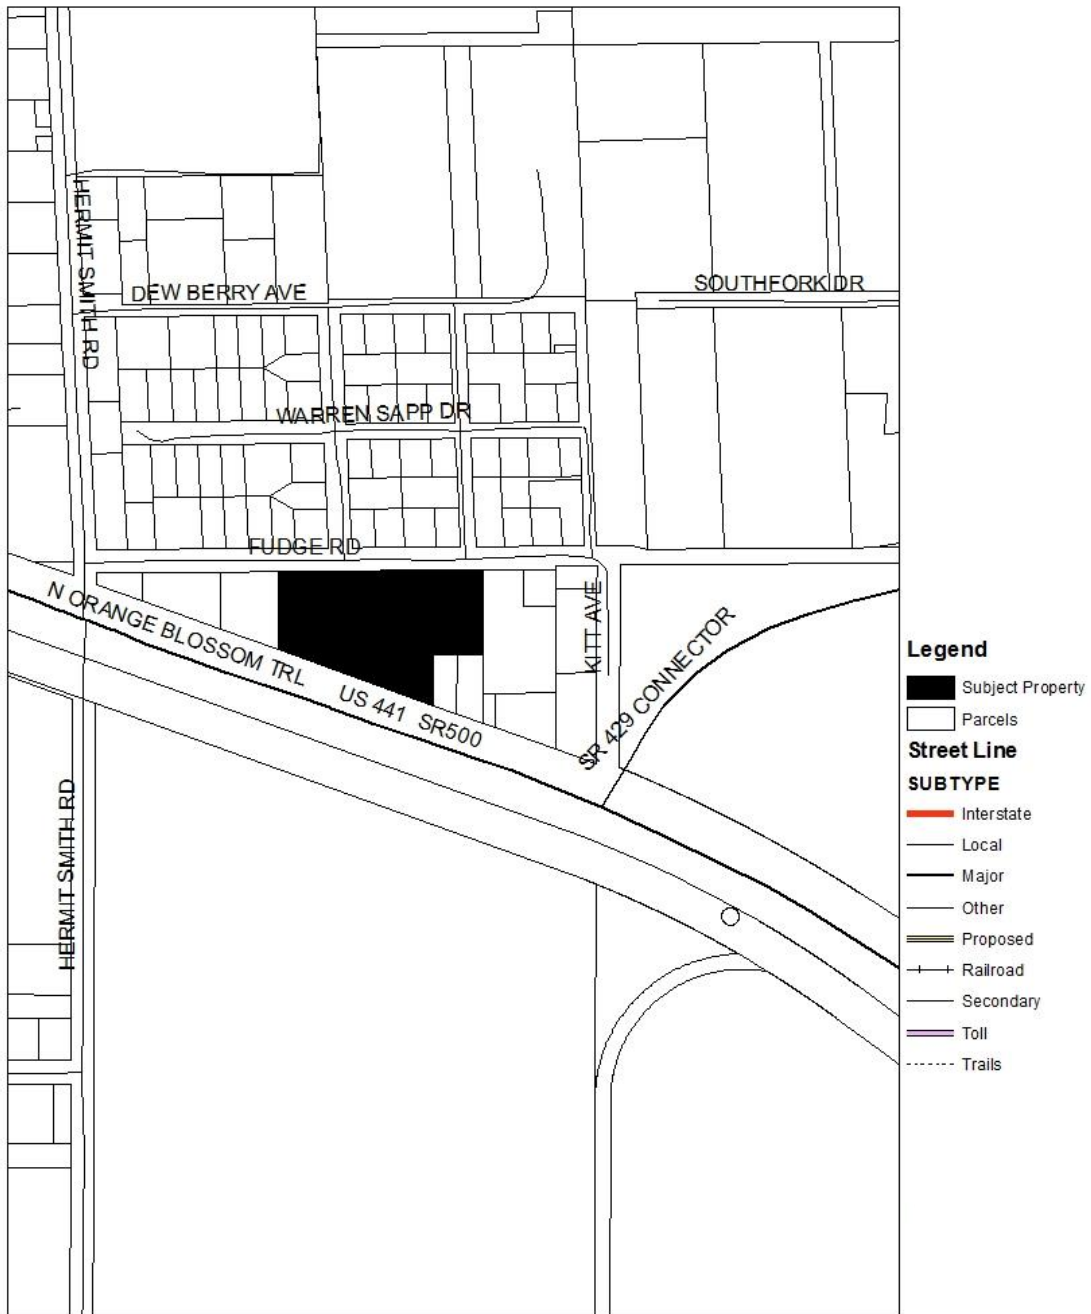 HERMIT SMITH RD
DEW BERRY AVE
SOUTHFORK DR
WARREN SAPP DR
FUDGE RD
N ORANGE BLOSSOM TRL
US 441 SR500
KITT AVE
SR 429 CONNECTOR
HERMIT SMITH RD
Legend
Subject Property
Parcels
Street Line
SUBTYPE
Interstate
Local
Major
Other
Proposed
Railroad
Secondary
Toll
Trails